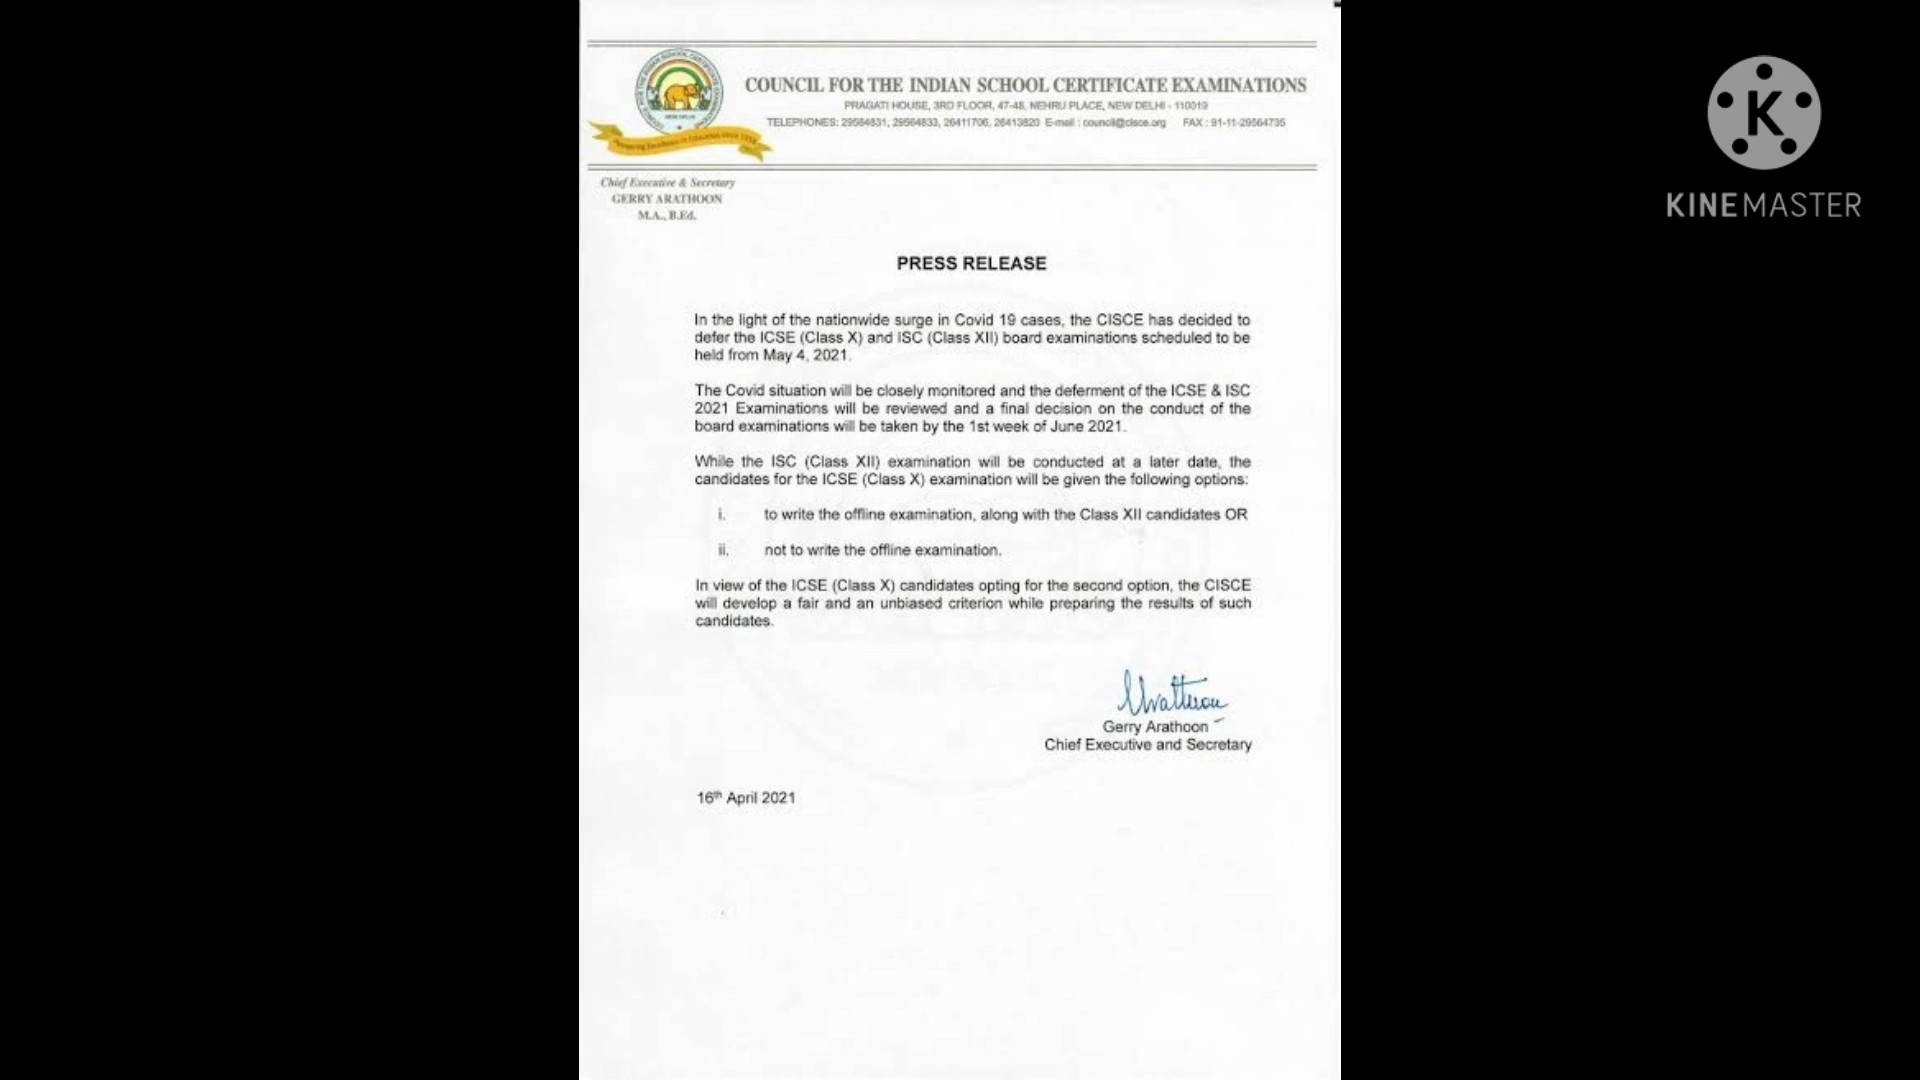 COUNCIL FOR THE INDIAN SCHOOL CERTIFICATE EXAMINATIONS
PRAGATI HOUSE, 3RD FLOOR, 47-48, NEHRU PLACE, NEW DELHI - 110019
TELEPHONES: 29564831, 29564833, 26411706, 26413820 E-mail : council@cisce.org FAX : 91-11-29564735
NEW DELHI
Chief Executive & Secretary
GERRY ARATHOON
M.A., B.Ed.
K
KINEMASTER
PRESS RELEASE
In the light of the nationwide surge in Covid 19 cases, the CISCE has decided to
defer the ICSE (Class X) and ISC (Class XII) board examinations scheduled to be
held from May 4, 2021.
The Covid situation will be closely monitored and the deferment of the ICSE & ISC
2021 Examinations will be reviewed and a final decision on the conduct of the
board examinations will be taken by the 1st week of June 2021.
While the ISC (Class XII) examination will be conducted at a later date, the
candidates for the ICSE (Class X) examination will be given the following options:
i. to write the offline examination, along with the Class XII candidates OR
ii. not to write the offline examination.
In view of the ICSE (Class X) candidates opting for the second option, the CISCE
will develop a fair and an unbiased criterion while preparing the results of such
candidates.
Gerry Arathoon
Chief Executive and Secretary
16th April 2021